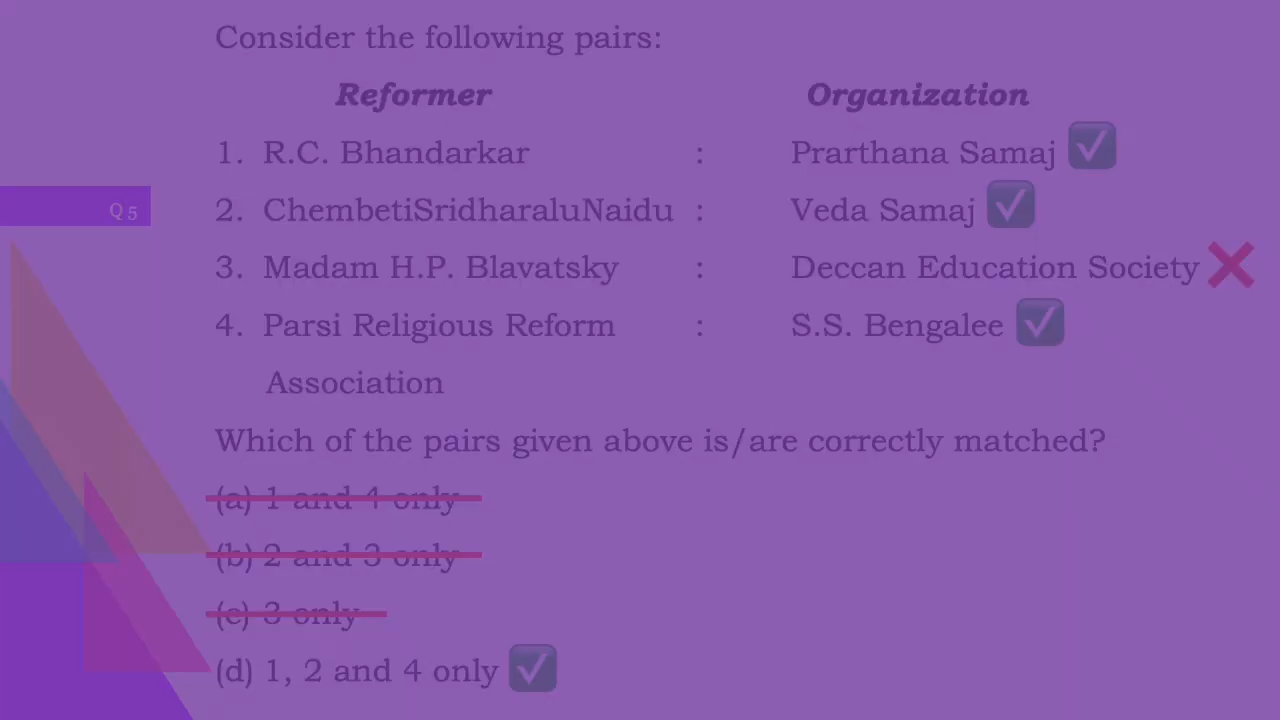 Consider the following pairs:
Reformer Organization
1. R.C. Bhandarkar : Prarthana Samaj
2. ChembetiSridharaluNaidu : Veda Samaj
Q 5
3. Madam H.P. Blavatsky : Deccan Education Society
4. Parsi Religious Reform : S.S. Bengalee
Association
Which of the pairs given above is/are correctly matched?
(a) 1 and 4 only
(b) 2 and 3 only
(c) 3 only
(d) 1, 2 and 4 only